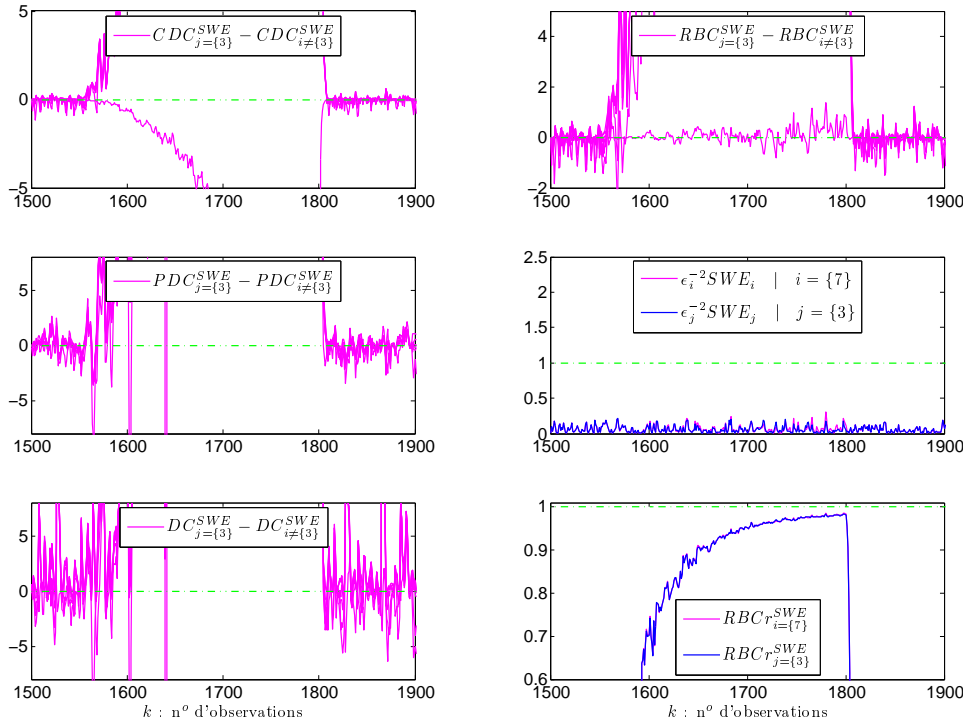 5
0
−5
1500 1600 1700 1800 1900
CDC^{SWE}_{j={3}} − CDC^{SWE}_{i≠{3}}
4
2
0
−2
1500 1600 1700 1800 1900
RBC^{SWE}_{j={3}} − RBC^{SWE}_{i≠{3}}
5
0
−5
1500 1600 1700 1800 1900
PDC^{SWE}_{j={3}} − PDC^{SWE}_{i≠{3}}
2.5
2
1.5
1
0.5
0
1500 1600 1700 1800 1900
ϵ_i^{−2}SWE_i | i = {7}
ϵ_j^{−2}SWE_j | j = {3}
5
0
−5
1500 1600 1700 1800 1900
DC^{SWE}_{j={3}} − DC^{SWE}_{i≠{3}}
k : n^o d'observations
1
0.9
0.8
0.7
0.6
1500 1600 1700 1800 1900
RBCr^{SWE}_{i={7}}
RBCr^{SWE}_{j={3}}
k : n^o d'observations